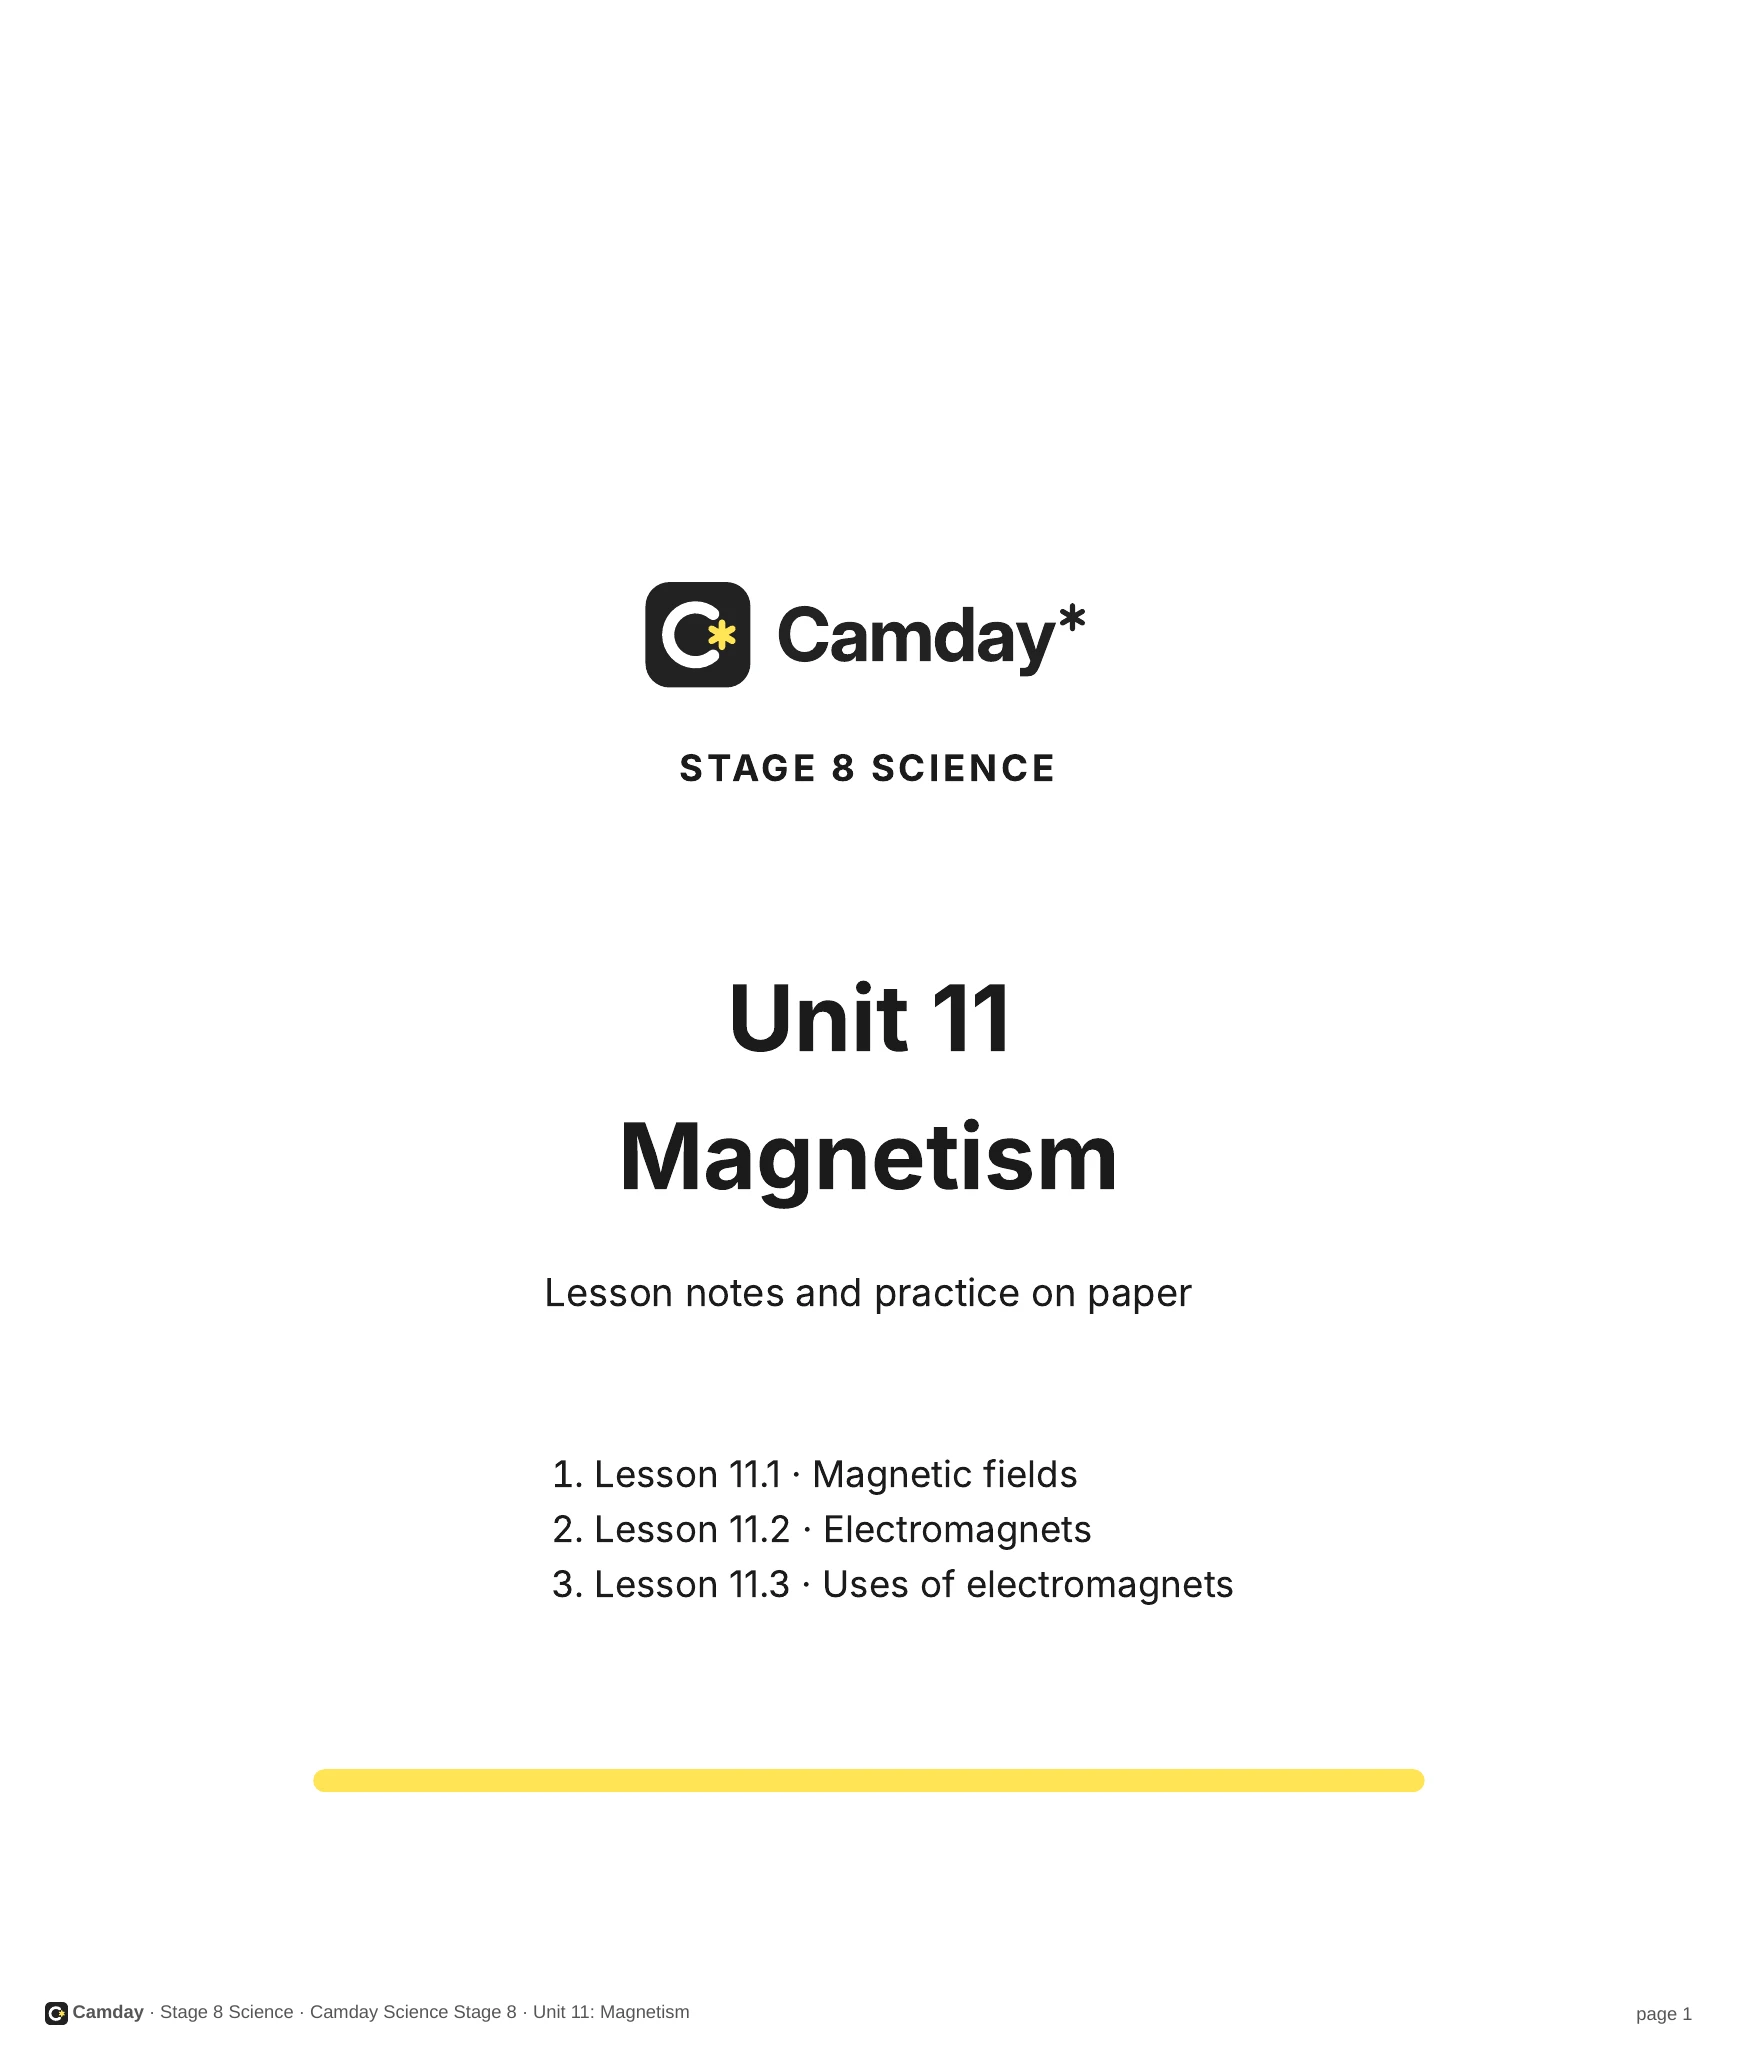 Camday*
STAGE 8 SCIENCE
Unit 11
Magnetism
Lesson notes and practice on paper
1. Lesson 11.1 · Magnetic fields
2. Lesson 11.2 · Electromagnets
3. Lesson 11.3 · Uses of electromagnets
Camday · Stage 8 Science · Camday Science Stage 8 · Unit 11: Magnetism page 1